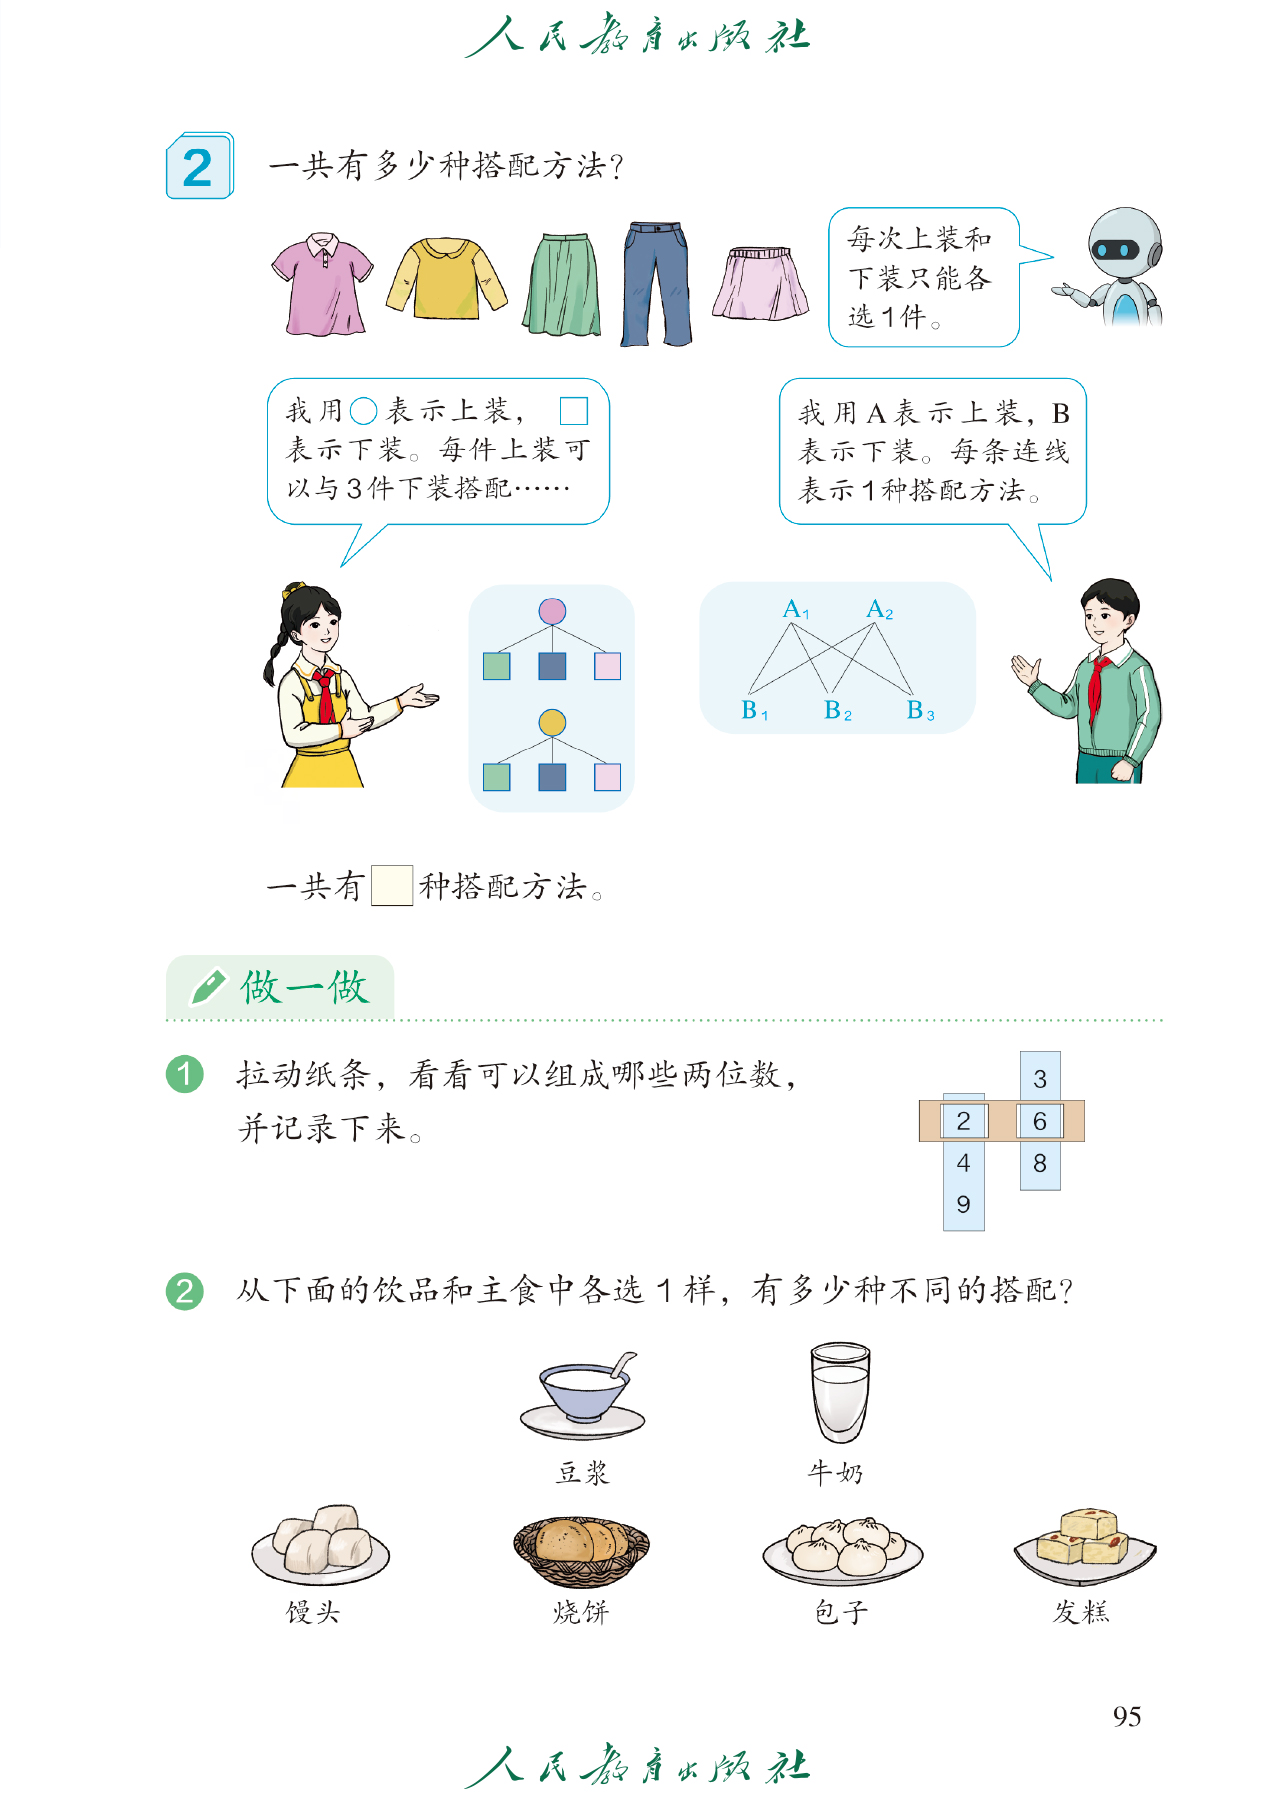 人民教育出版社
2 一共有多少种搭配方法？
每次上装和
下装只能各
选1件。
我用○表示上装，□
表示下装。每件上装可
以与3件下装搭配……
我用A表示上装，B
表示下装。每条连线
表示1种搭配方法。
A₁ A₂
B₁ B₂ B₃
一共有□种搭配方法。
做一做
1 拉动纸条，看看可以组成哪些两位数，
并记录下来。
3
2 6
4 8
9
2 从下面的饮品和主食中各选1样，有多少种不同的搭配？
豆浆 牛奶
馒头 烧饼 包子 发糕
95
人民教育出版社